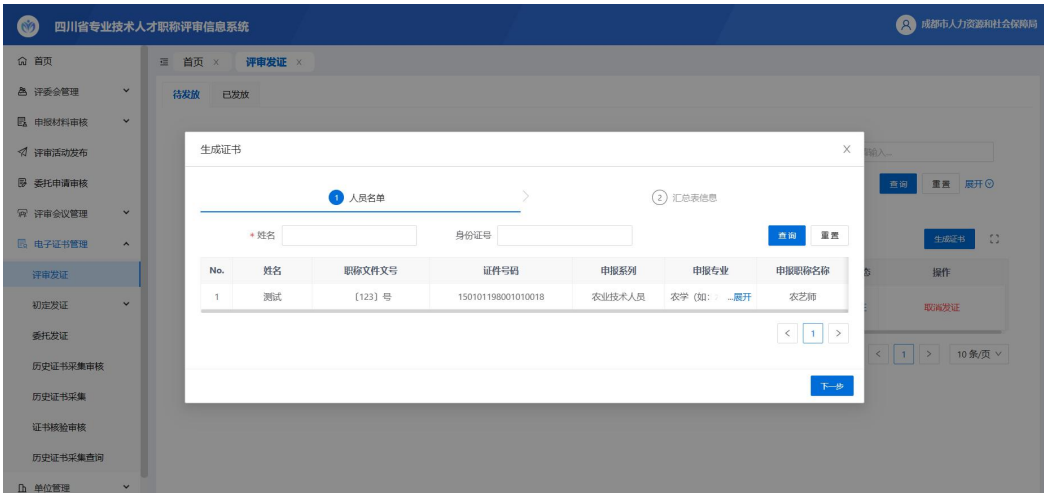 四川省专业技术人才职称评审信息系统
成都市人力资源和社会保障局
首页
评委会管理
申报材料审核
评审活动发布
委托申请审核
评审会议管理
电子证书管理
评审发证
初定发证
委托发证
历史证书采集审核
历史证书采集
证书核验审核
历史证书采集查询
单位管理
首页 × 评审发证 ×
待发放 已发放
查询 重置 展开
生成证书
操作
取消发证
< 1 > 10 条/页
生成证书 ×
1 人员名单 > 2 汇总表信息
* 姓名 身份证号 查询 重置
No. 姓名 职称文件文号 证件号码 申报系列 申报专业 申报职称名称
1 测试 〔123〕号 150101198001010018 农业技术人员 农学（如： ...展开 农艺师
< 1 >
下一步